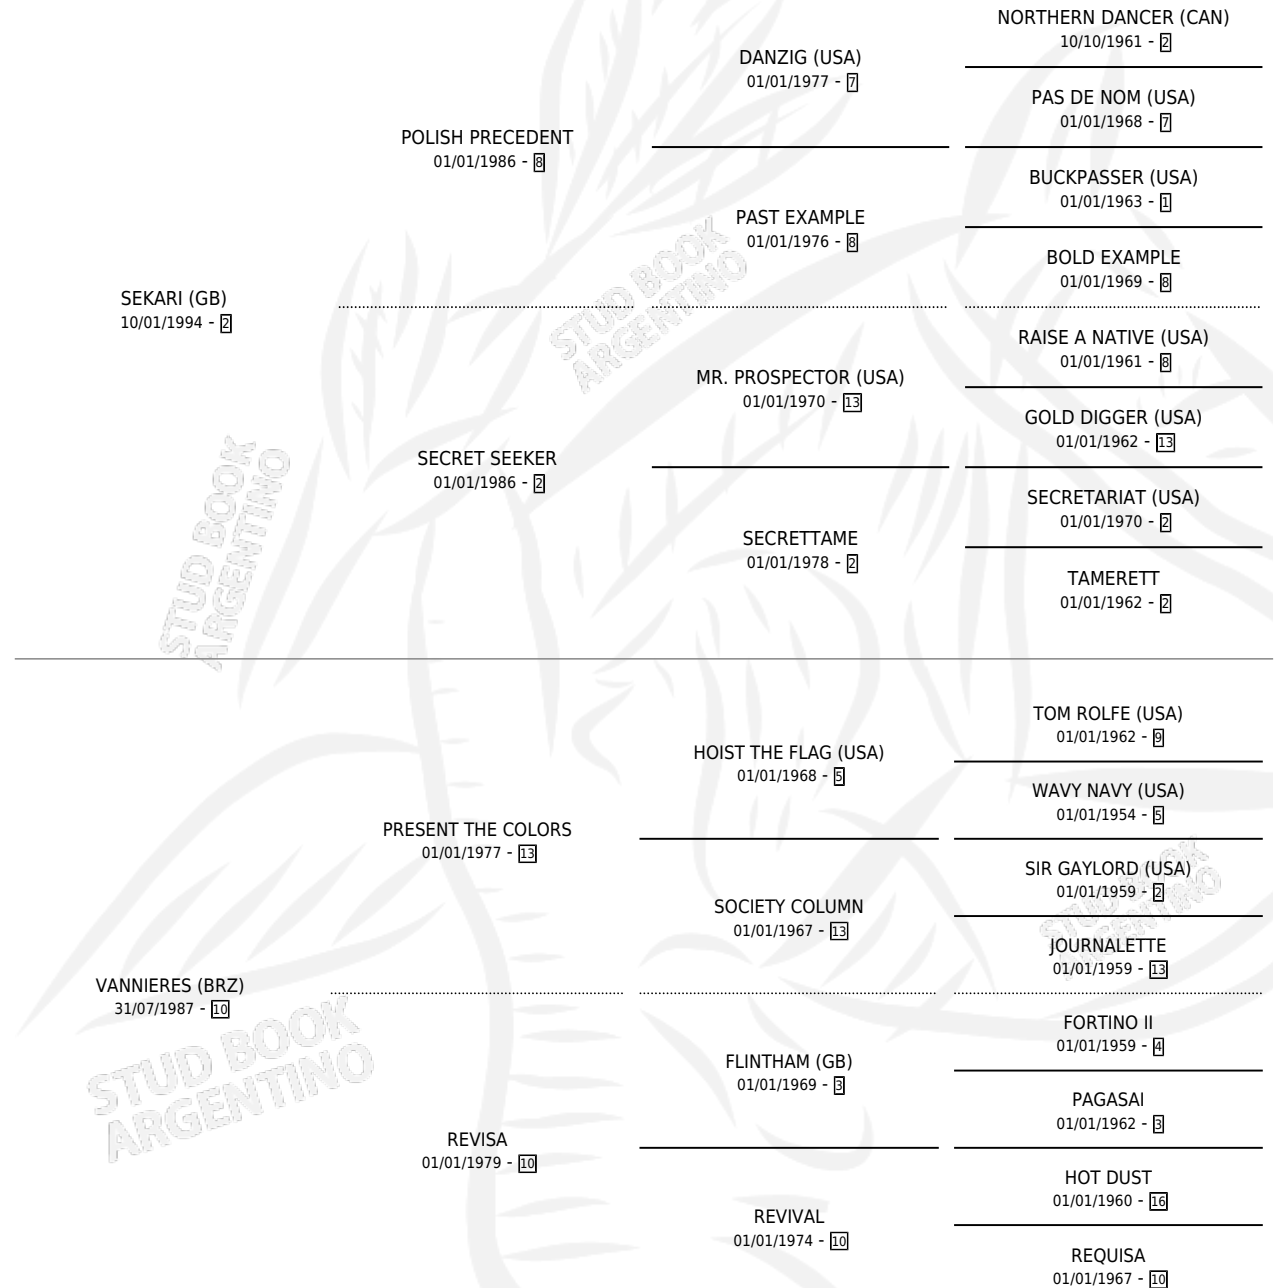 NORTHERN DANCER (CAN)
10/10/1961 - 2
DANZIG (USA)
01/01/1977 - 7
PAS DE NOM (USA)
01/01/1968 - 7
POLISH PRECEDENT
01/01/1986 - 8
BUCKPASSER (USA)
01/01/1963 - 1
PAST EXAMPLE
01/01/1976 - 8
BOLD EXAMPLE
01/01/1969 - 8
SEKARI (GB)
10/01/1994 - 2
STUD BOOK
ARGENTINO
RAISE A NATIVE (USA)
01/01/1961 - 8
MR. PROSPECTOR (USA)
01/01/1970 - 13
GOLD DIGGER (USA)
01/01/1962 - 13
SECRET SEEKER
01/01/1986 - 2
SECRETARIAT (USA)
01/01/1970 - 2
SECRETTAME
01/01/1978 - 2
TAMERETT
01/01/1962 - 2
STUD BOOK
ARGENTINO
TOM ROLFE (USA)
01/01/1962 - 9
HOIST THE FLAG (USA)
01/01/1968 - 5
WAVY NAVY (USA)
01/01/1954 - 5
PRESENT THE COLORS
01/01/1977 - 13
SIR GAYLORD (USA)
01/01/1959 - 2
SOCIETY COLUMN
01/01/1967 - 13
JOURNALETTE
01/01/1959 - 13
STUD BOOK
ARGENTINO
VANNIERES (BRZ)
31/07/1987 - 10
FORTINO II
01/01/1959 - 4
FLINTHAM (GB)
01/01/1969 - 3
PAGASAI
01/01/1962 - 3
STUD BOOK
ARGENTINO
REVISA
01/01/1979 - 10
HOT DUST
01/01/1960 - 16
REVIVAL
01/01/1974 - 10
REQUISA
01/01/1967 - 10